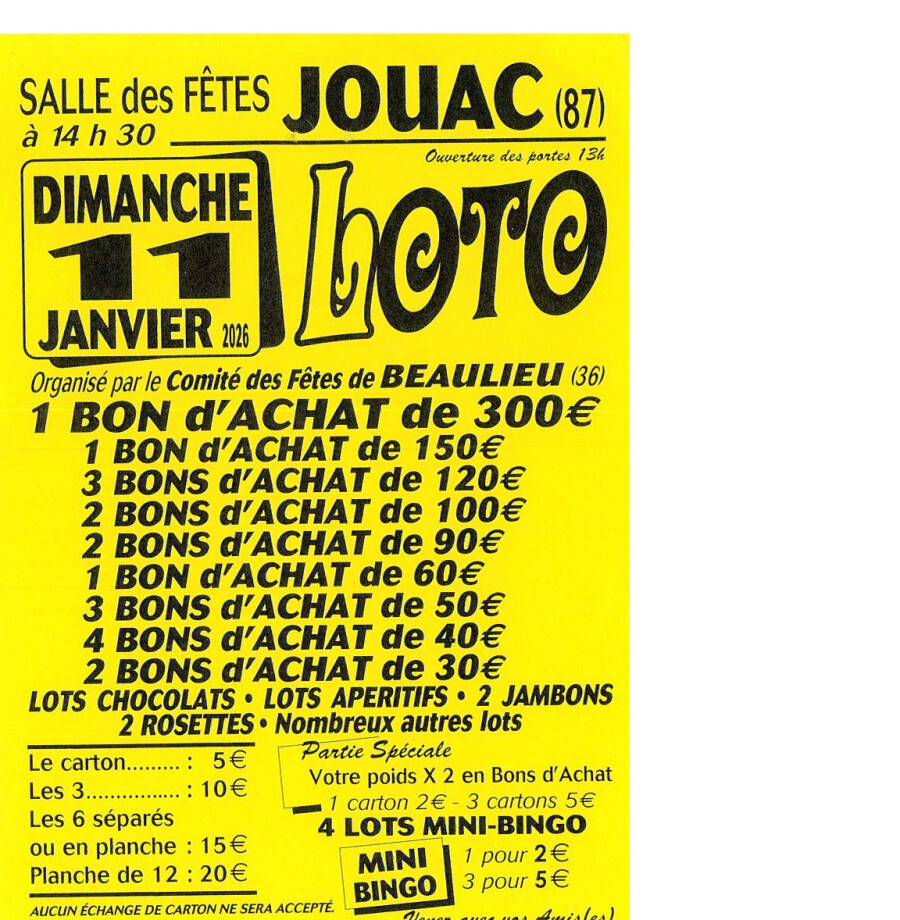 SALLE des FÊTES JOUAC (87)
à 14 h 30
Ouverture des portes 13h
DIMANCHE
11
JANVIER 2026
LOTO
Organisé par le Comité des Fêtes de BEAULIEU (36)
1 BON d'ACHAT de 300€
1 BON d'ACHAT de 150€
3 BONS d'ACHAT de 120€
2 BONS d'ACHAT de 100€
2 BONS d'ACHAT de 90€
1 BON d'ACHAT de 60€
3 BONS d'ACHAT de 50€
4 BONS d'ACHAT de 40€
2 BONS d'ACHAT de 30€
LOTS CHOCOLATS • LOTS APERITIFS • 2 JAMBONS
2 ROSETTES • Nombreux autres lots
Le carton......... : 5€
Les 3............... : 10€
Les 6 séparés
ou en planche : 15€
Planche de 12 : 20€
AUCUN ÉCHANGE DE CARTON NE SERA ACCEPTÉ.
Partie Spéciale
Votre poids X 2 en Bons d'Achat
1 carton 2€ - 3 cartons 5€
4 LOTS MINI-BINGO
MINI
BINGO
1 pour 2€
3 pour 5€
Venez avec vos Amis(es)